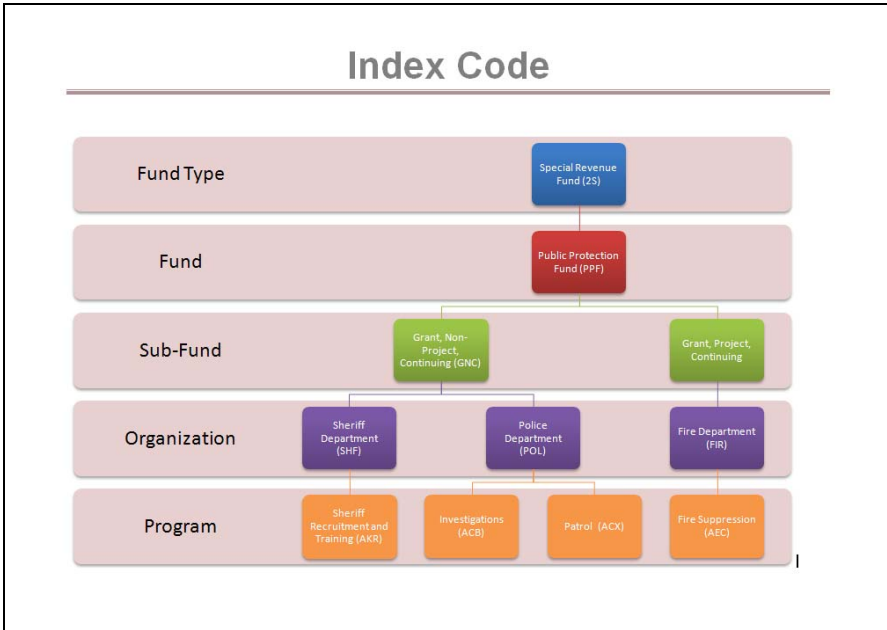 Index Code
Fund Type
Special Revenue
Fund (2S)
Fund
Public Protection
Fund (PPF)
Sub-Fund
Grant, Non-
Project,
Continuing (GNC)
Grant, Project,
Continuing
Organization
Sheriff
Department
(SHF)
Police
Department
(POL)
Fire Department
(FIR)
Program
Sheriff
Recruitment and
Training (AKR)
Investigations
(ACB)
Patrol (ACX)
Fire Suppression
(AEC)